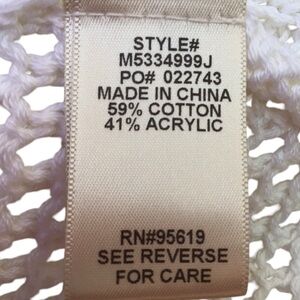 STYLE#
M5334999J
PO# 022743
MADE IN CHINA
59% COTTON
41% ACRYLIC
RN#95619
SEE REVERSE
FOR CARE